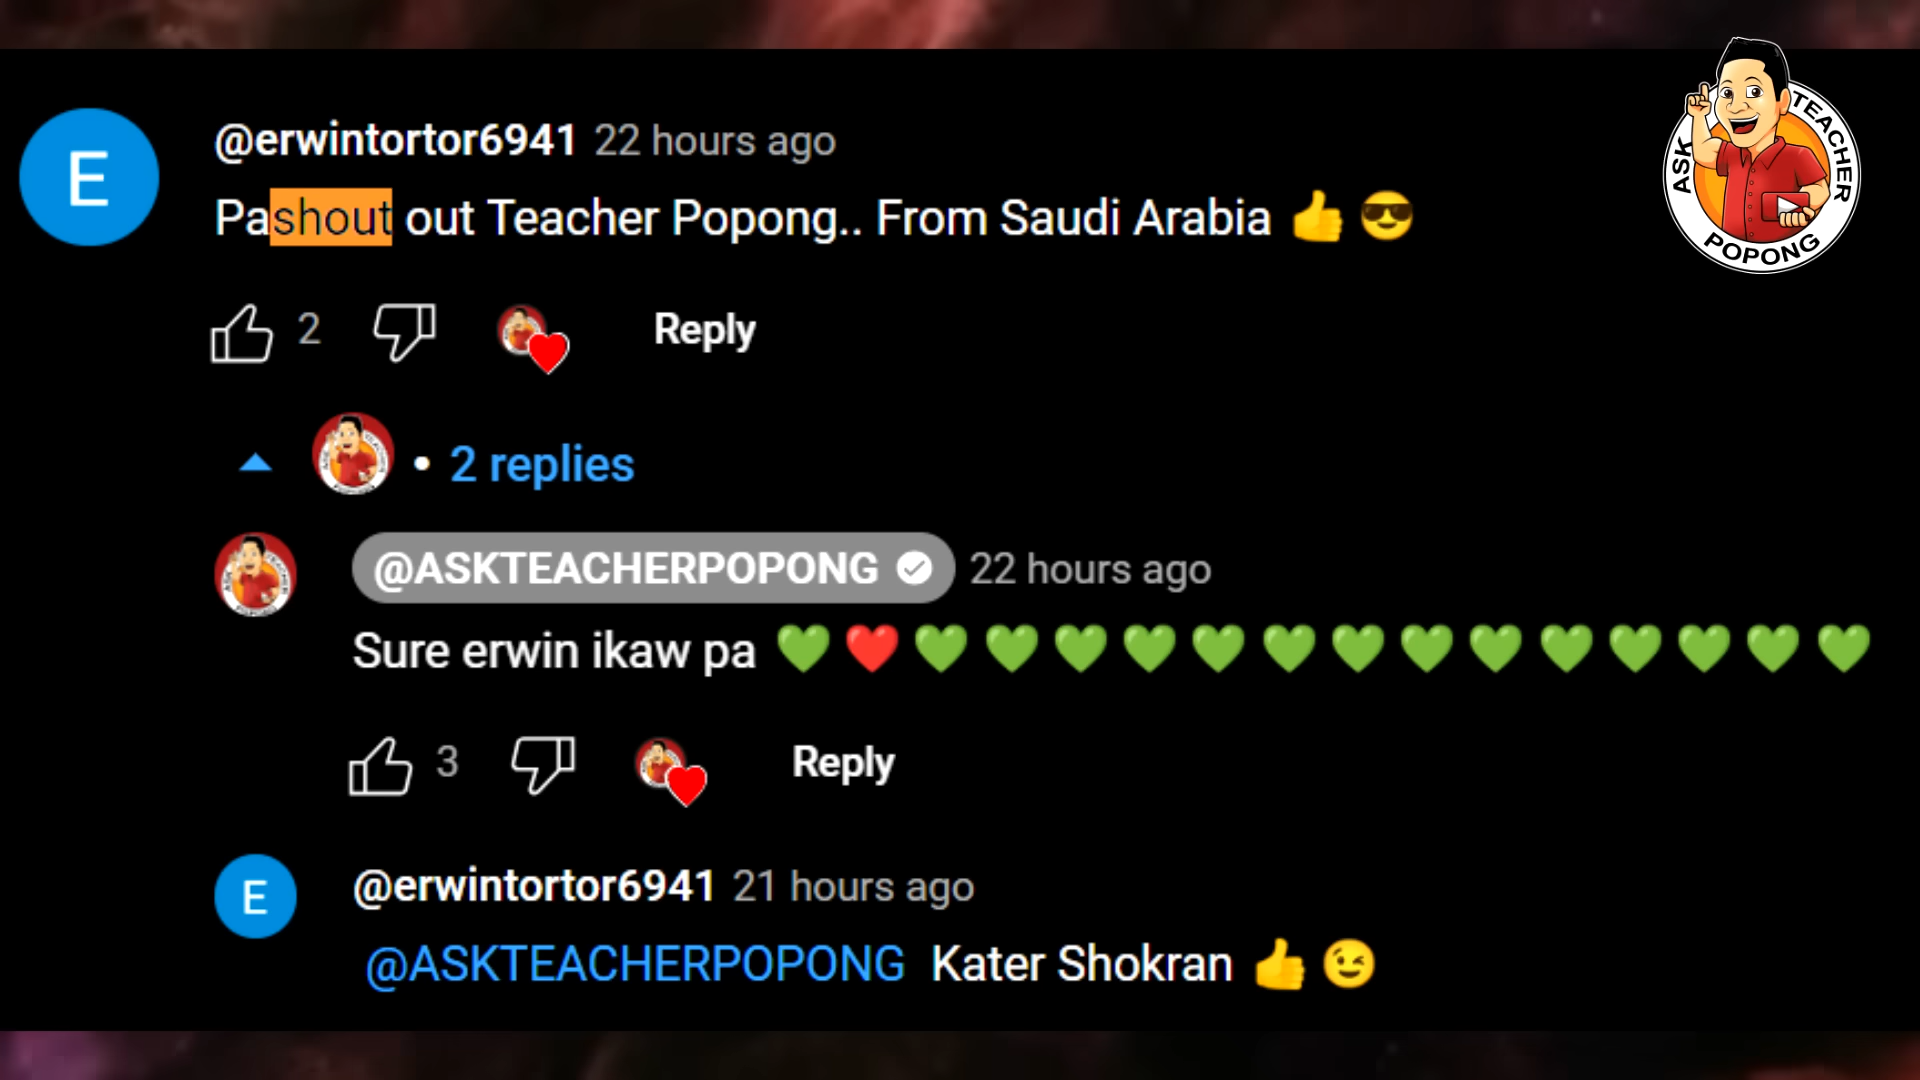 E
@erwintortor6941 22 hours ago
Pashout out Teacher Popong.. From Saudi Arabia 👍 😎
2 Reply
• 2 replies
@ASKTEACHERPOPONG 22 hours ago
Sure erwin ikaw pa 💚 ❤️ 💚 💚 💚 💚 💚 💚 💚 💚 💚 💚 💚 💚 💚 💚
3 Reply
E
@erwintortor6941 21 hours ago
@ASKTEACHERPOPONG Kater Shokran 👍 😉
ASK TEACHER POPONG